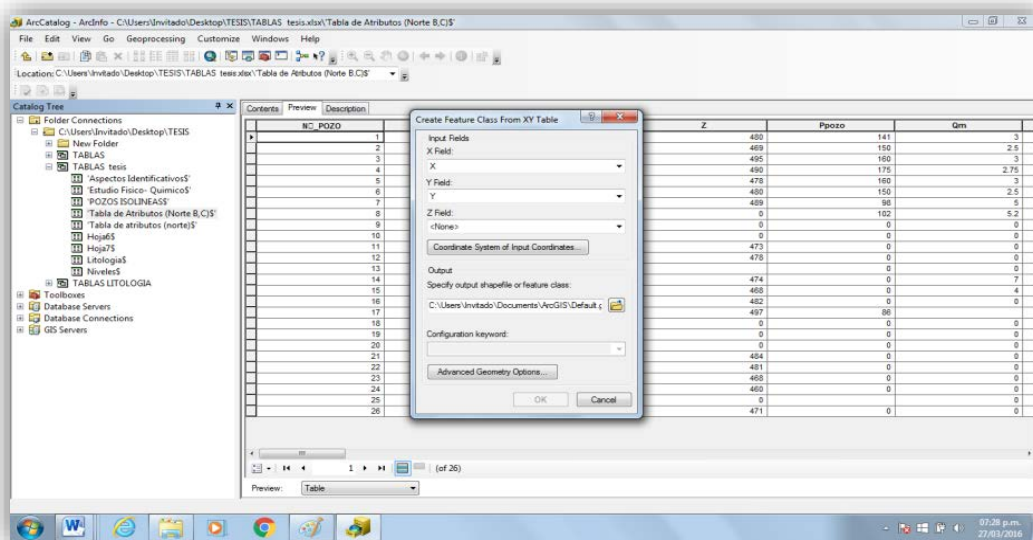 ArcCatalog - ArcInfo - C:\Users\Invitado\Desktop\TESIS\TABLAS tesis.xlsx\'Tabla de Atributos (Norte B,C)$'
File Edit View Go Geoprocessing Customize Windows Help
Location: C:\Users\Invitado\Desktop\TESIS\TABLAS tesis.xlsx\'Tabla de Atributos (Norte B,C)$'
Catalog Tree
Folder Connections
C:\Users\Invitado\Desktop\TESIS
New Folder
TABLAS
TABLAS tesis
'Aspectos Identificativos$'
'Estudio Fisico- Quimico$'
'POZOS ISOLINEAS$'
'Tabla de Atributos (Norte B,C)$'
'Tabla de atributos (norte)$'
Hoja6$
Hoja7$
Litologia$
Niveles$
TABLAS LITOLOGIA
Toolboxes
Database Servers
Database Connections
GIS Servers
Contents Preview Description
NO_POZO Z Ppozo Qm
1 480 141 3
2 469 150 2.5
3 495 160 3
4 490 175 2.75
5 478 160 3
6 480 150 2.5
7 489 98 5
8 0 102 5.2
9 0 0 0
10 0 0 0
11 473 0 0
12 478 0 0
13 0
14 474 0 7
15 468 0 4
16 482 0 0
17 497 86
18 0 0 0
19 0 0 0
20 0 0 0
21 484 0 0
22 481 0 0
23 468 0 0
24 460 0 0
25 0 0
26 471 0 0
Create Feature Class From XY Table
Input Fields
X Field:
X
Y Field:
Y
Z Field:
<None>
Coordinate System of Input Coordinates...
Output
Specify output shapefile or feature class:
C:\Users\Invitado\Documents\ArcGIS\Default.g
Configuration keyword:
Advanced Geometry Options...
OK Cancel
1 (of 26)
Preview: Table
07:28 p.m.
27/03/2016